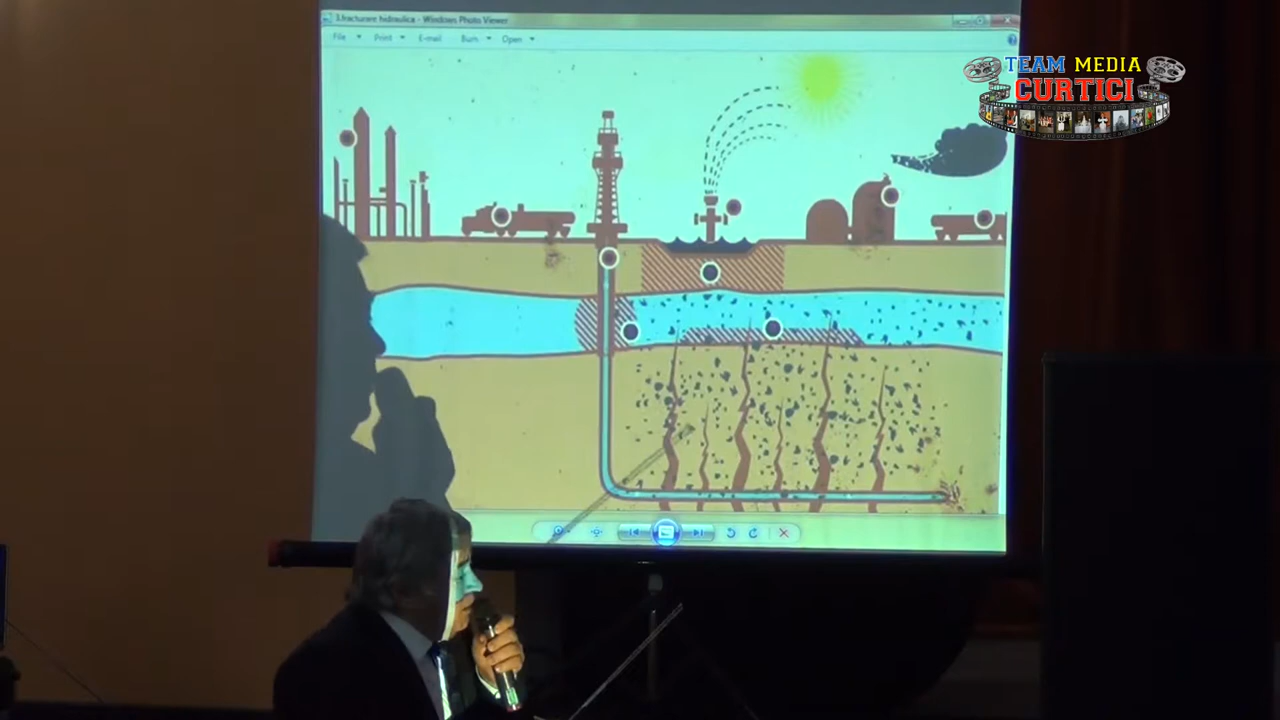 1.fracturare hidraulica - Windows Photo Viewer
File Print E-mail Burn Open
TEAM MEDIA
CURTICI